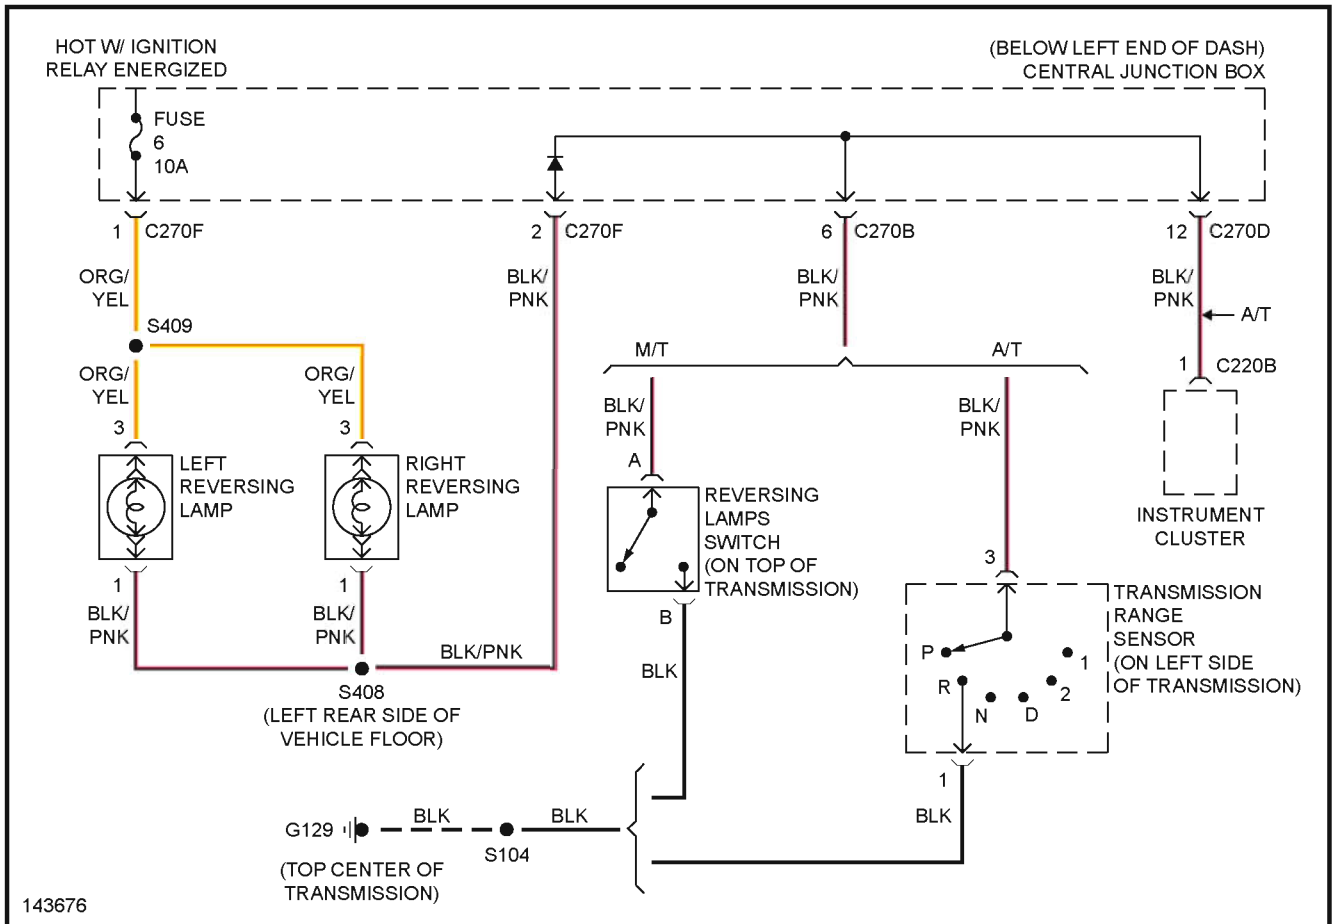 HOT W/ IGNITION
RELAY ENERGIZED
(BELOW LEFT END OF DASH)
CENTRAL JUNCTION BOX
FUSE
6
10A
1 C270F
2 C270F
6 C270B
12 C270D
ORG/
YEL
BLK/
PNK
BLK/
PNK
BLK/
PNK
A/T
S409
M/T
A/T
1 C220B
ORG/
YEL
ORG/
YEL
BLK/
PNK
BLK/
PNK
3
3
A
LEFT
REVERSING
LAMP
RIGHT
REVERSING
LAMP
REVERSING
LAMPS
SWITCH
(ON TOP OF
TRANSMISSION)
INSTRUMENT
CLUSTER
3
1
1
B
BLK/
PNK
BLK/
PNK
BLK/PNK
TRANSMISSION
RANGE
SENSOR
(ON LEFT SIDE
OF TRANSMISSION)
P
R
N
D
2
1
BLK
S408
(LEFT REAR SIDE OF
VEHICLE FLOOR)
1
BLK
G129
BLK
S104
BLK
(TOP CENTER OF
TRANSMISSION)
143676